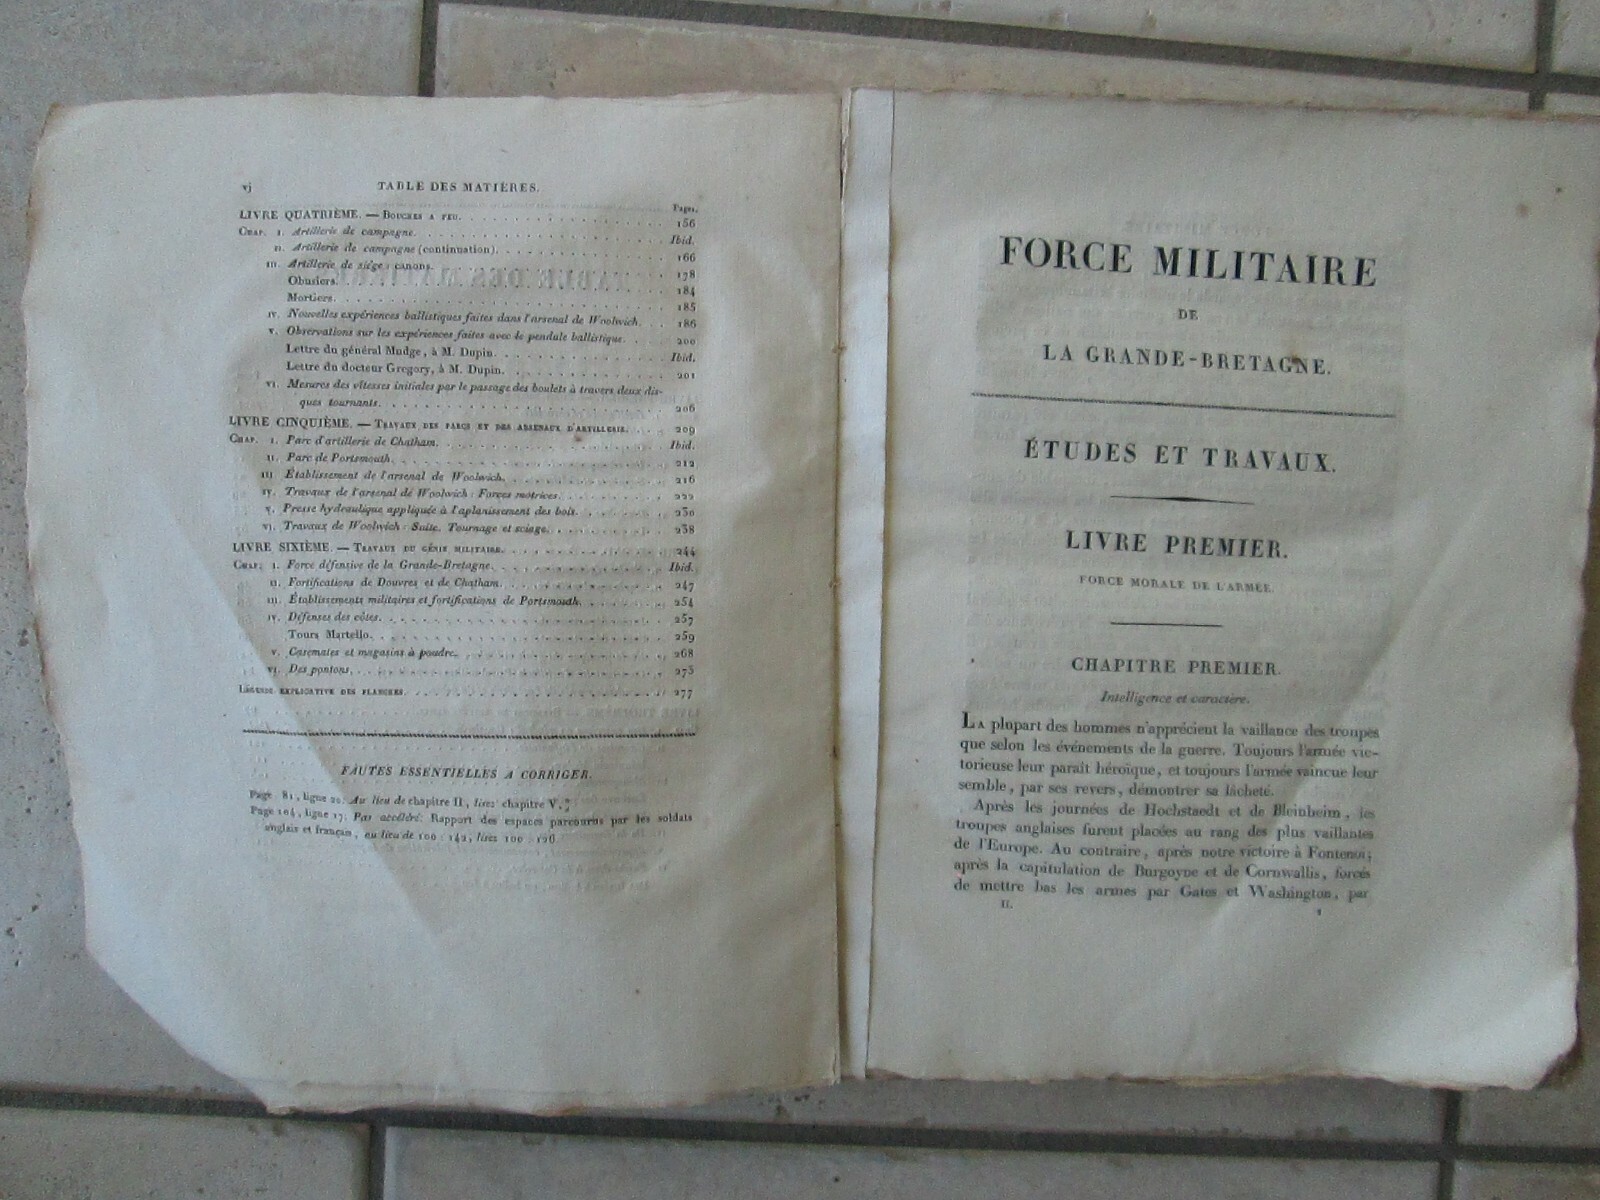 vj TABLE DES MATIÈRES.
Pages.
LIVRE QUATRIÈME. — Bouches a feu. 156
Chap. I. Artillerie de campagne. Ibid.
II. Artillerie de campagne (continuation). 166
III. Artillerie de siége : canons. 178
Obusiers. 184
Mortiers. 185
IV. Nouvelles expériences ballistiques faites dans l'arsenal de Woolwich. 186
V. Observations sur les expériences faites avec le pendule ballistique. 200
Lettre du général Mudge, à M. Dupin. Ibid.
Lettre du docteur Gregory, à M. Dupin. 201
VI. Mesures des vitesses initiales par le passage des boulets à travers deux dis-
ques tournants. 206
LIVRE CINQUIÈME. — Travaux des parcs et des arsenaux d'artillerie. 209
Chap. I. Parc d'artillerie de Chatham. Ibid.
II. Parc de Portsmouth. 212
III Établissement de l'arsenal de Woolwich. 216
IV. Travaux de l'arsenal de Woolwich : Forces motrices. 222
V. Presse hydraulique appliquée à l'aplanissement des bois. 230
VI. Travaux de Woolwich : Suite. Tournage et sciage. 238
LIVRE SIXIÈME. — Travaux du génie militaire. 244
Chap. I. Force défensive de la Grande-Bretagne. Ibid.
II. Fortifications de Douvres et de Chatham. 247
III. Établissements militaires et fortifications de Portsmouth. 254
IV. Défenses des côtes. 257
Tours Martello. 259
V. Casemates et magasins à poudre. 268
VI. Des pontons. 273
Légende explicative des planches. 277
FAUTES ESSENTIELLES A CORRIGER.
Page 81, ligne 22. Au lieu de chapitre II, lisez chapitre V.
Page 104, ligne 17. Pas accéléré. Rapport des espaces parcourus par les soldats
anglais et français, au lieu de 100 : 142, lisez 100 : 126.
FORCE MILITAIRE
DE
LA GRANDE-BRETAGNE.
ÉTUDES ET TRAVAUX.
LIVRE PREMIER.
FORCE MORALE DE L'ARMÉE.
CHAPITRE PREMIER.
Intelligence et caractère.
La plupart des hommes n'apprécient la vaillance des troupes
que selon les événements de la guerre. Toujours l'armée vic-
torieuse leur paraît héroïque, et toujours l'armée vaincue leur
semble, par ses revers, démontrer sa lâcheté.
Après les journées de Hochstaedt et de Bleinheim, les
troupes anglaises furent placées au rang des plus vaillantes
de l'Europe. Au contraire, après notre victoire à Fontenoi;
après la capitulation de Burgoyne et de Cornwallis, forcés
de mettre bas les armes par Gates et Washington, par
II. 1